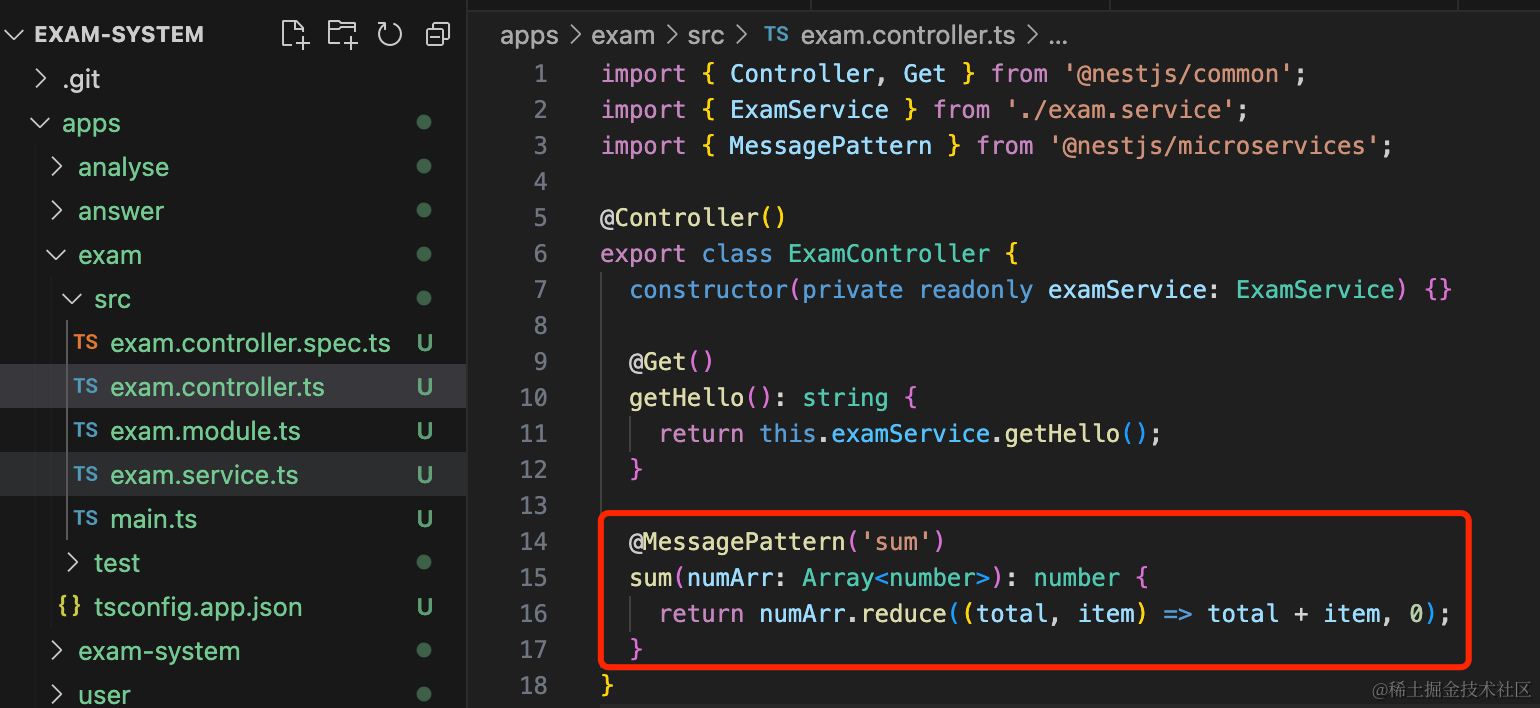 EXAM-SYSTEM
.git
apps
analyse
answer
exam
src
TS exam.controller.spec.ts U
TS exam.controller.ts U
TS exam.module.ts U
TS exam.service.ts U
TS main.ts U
test
{} tsconfig.app.json U
exam-system
user
apps > exam > src > TS exam.controller.ts > ...
1 import { Controller, Get } from '@nestjs/common';
2 import { ExamService } from './exam.service';
3 import { MessagePattern } from '@nestjs/microservices';
4
5 @Controller()
6 export class ExamController {
7 constructor(private readonly examService: ExamService) {}
8
9 @Get()
10 getHello(): string {
11 return this.examService.getHello();
12 }
13
14 @MessagePattern('sum')
15 sum(numArr: Array<number>): number {
16 return numArr.reduce((total, item) => total + item, 0);
17 }
18 }
@稀土掘金技术社区